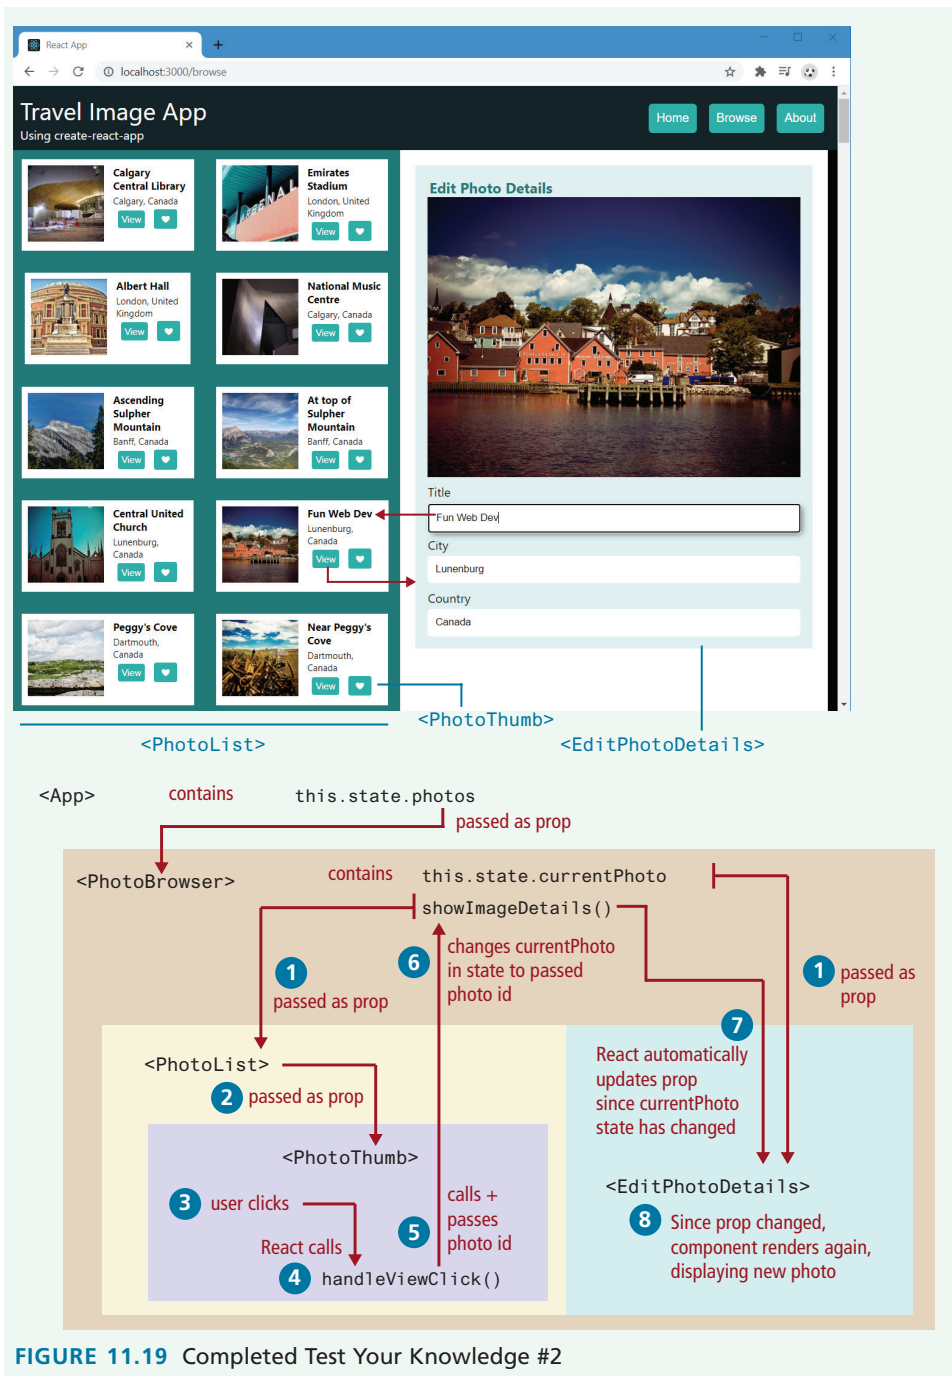 React App
localhost:3000/browse
Travel Image App
Using create-react-app
Home
Browse
About
Calgary
Central Library
Calgary, Canada
View
Emirates
Stadium
London, United
Kingdom
View
Albert Hall
London, United
Kingdom
View
National Music
Centre
Calgary, Canada
View
Ascending
Sulpher
Mountain
Banff, Canada
View
At top of
Sulpher
Mountain
Banff, Canada
View
Central United
Church
Lunenburg,
Canada
View
Fun Web Dev
Lunenburg,
Canada
View
Peggy's Cove
Dartmouth,
Canada
View
Near Peggy's
Cove
Dartmouth,
Canada
View
ARSENAL
Edit Photo Details
Title
Fun Web Dev
City
Lunenburg
Country
Canada
<PhotoThumb>
<PhotoList>
<EditPhotoDetails>
<App>
contains
this.state.photos
passed as prop
<PhotoBrowser>
contains
this.state.currentPhoto
showImageDetails()
6
changes currentPhoto
in state to passed
photo id
1
passed as prop
1
passed as
prop
7
React automatically
updates prop
since currentPhoto
state has changed
<PhotoList>
2
passed as prop
<PhotoThumb>
3
user clicks
React calls
4
handleViewClick()
5
calls +
passes
photo id
<EditPhotoDetails>
8
Since prop changed,
component renders again,
displaying new photo
FIGURE 11.19 Completed Test Your Knowledge #2